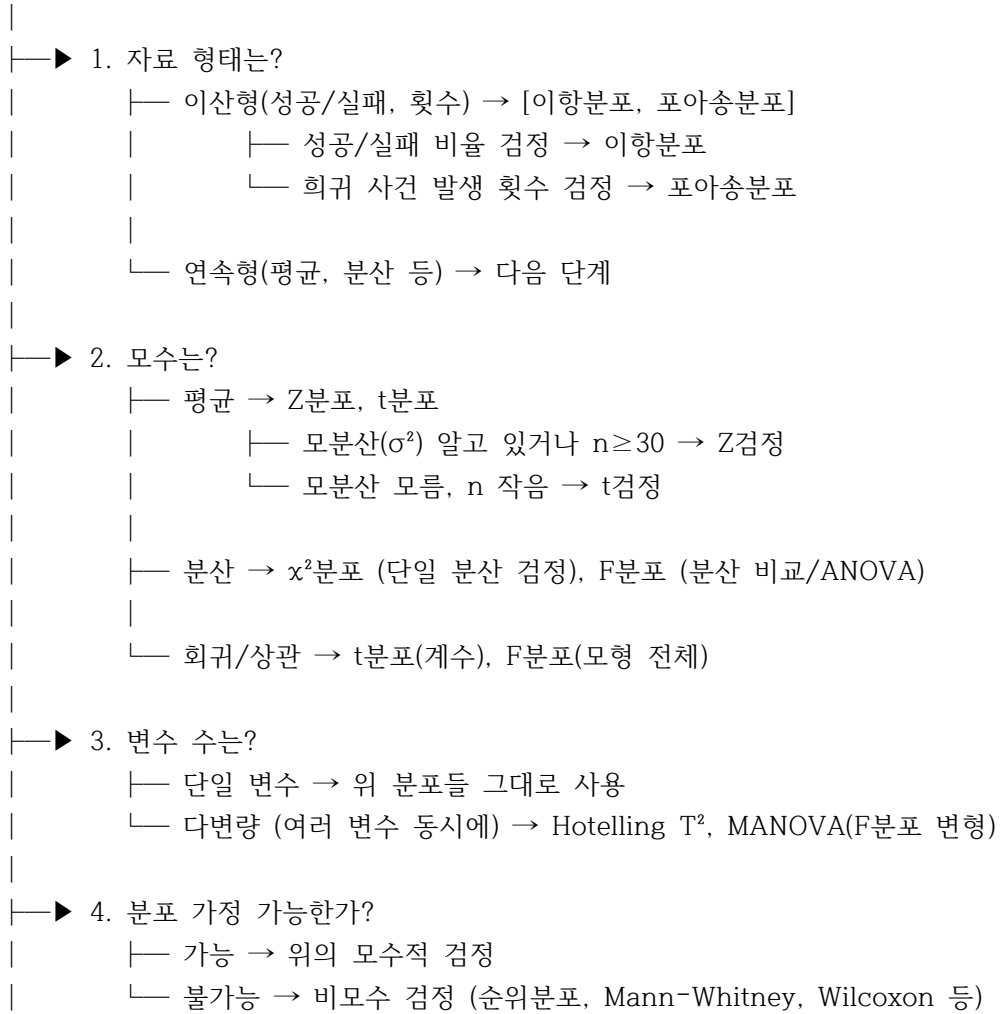 |
├─▶ 1. 자료 형태는?
│ ├─ 이산형(성공/실패, 횟수) → [이항분포, 포아송분포]
│ │ ├─ 성공/실패 비율 검정 → 이항분포
│ │ └─ 희귀 사건 발생 횟수 검정 → 포아송분포
│ │
│ └─ 연속형(평균, 분산 등) → 다음 단계
│
├─▶ 2. 모수는?
│ ├─ 평균 → Z분포, t분포
│ │ ├─ 모분산(σ²) 알고 있거나 n≥30 → Z검정
│ │ └─ 모분산 모름, n 작음 → t검정
│ │
│ ├─ 분산 → χ²분포 (단일 분산 검정), F분포 (분산 비교/ANOVA)
│ │
│ └─ 회귀/상관 → t분포(계수), F분포(모형 전체)
│
├─▶ 3. 변수 수는?
│ ├─ 단일 변수 → 위 분포들 그대로 사용
│ └─ 다변량 (여러 변수 동시에) → Hotelling T², MANOVA(F분포 변형)
│
├─▶ 4. 분포 가정 가능한가?
│ ├─ 가능 → 위의 모수적 검정
│ └─ 불가능 → 비모수 검정 (순위분포, Mann-Whitney, Wilcoxon 등)